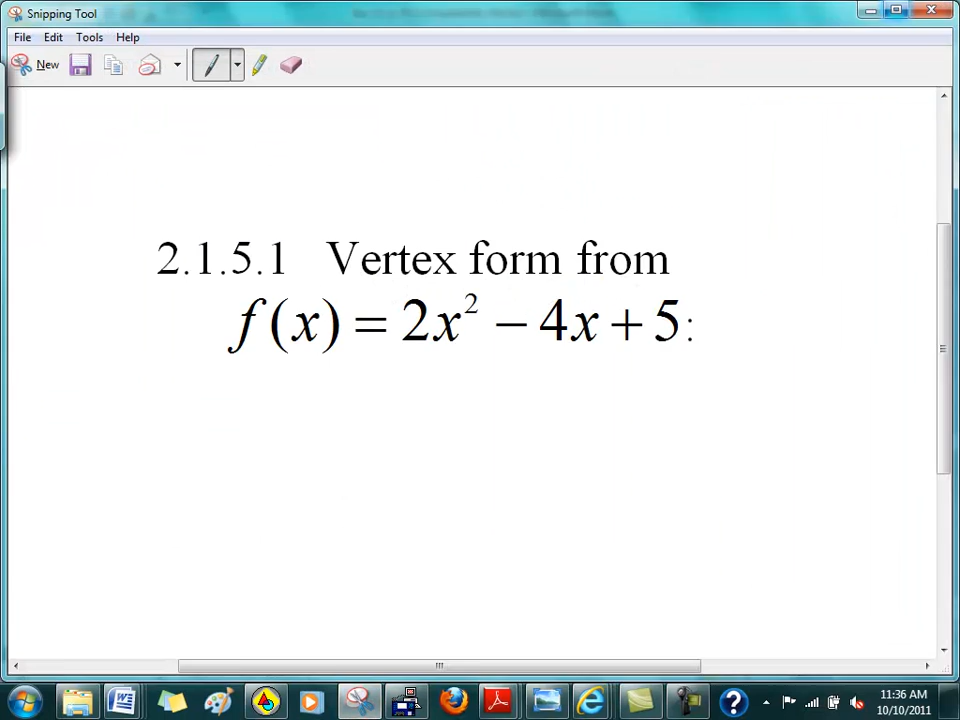 Snipping Tool
File Edit Tools Help
New
2.1.5.1 Vertex form from
f(x) = 2x² − 4x + 5:
11:36 AM
10/10/2011